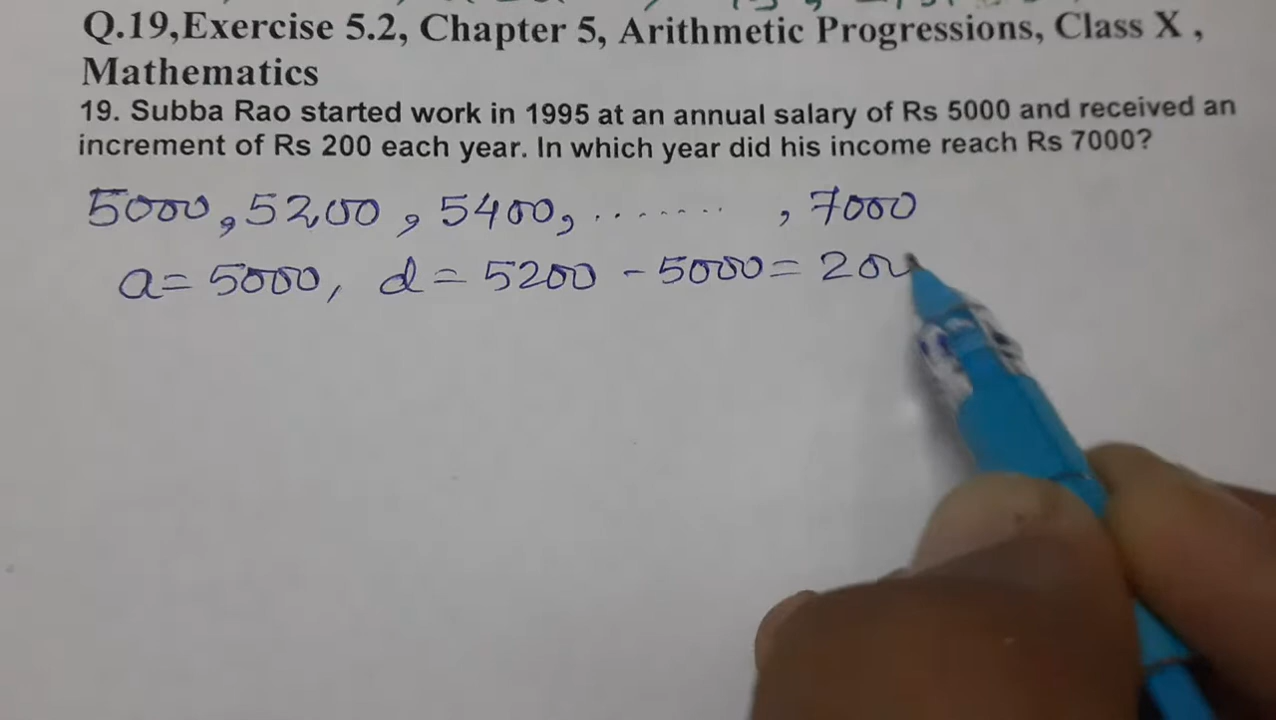 Q.19,Exercise 5.2, Chapter 5, Arithmetic Progressions, Class X ,
Mathematics
19. Subba Rao started work in 1995 at an annual salary of Rs 5000 and received an
increment of Rs 200 each year. In which year did his income reach Rs 7000?
5000, 5200, 5400, ........, 7000
a = 5000, d = 5200 - 5000 = 200